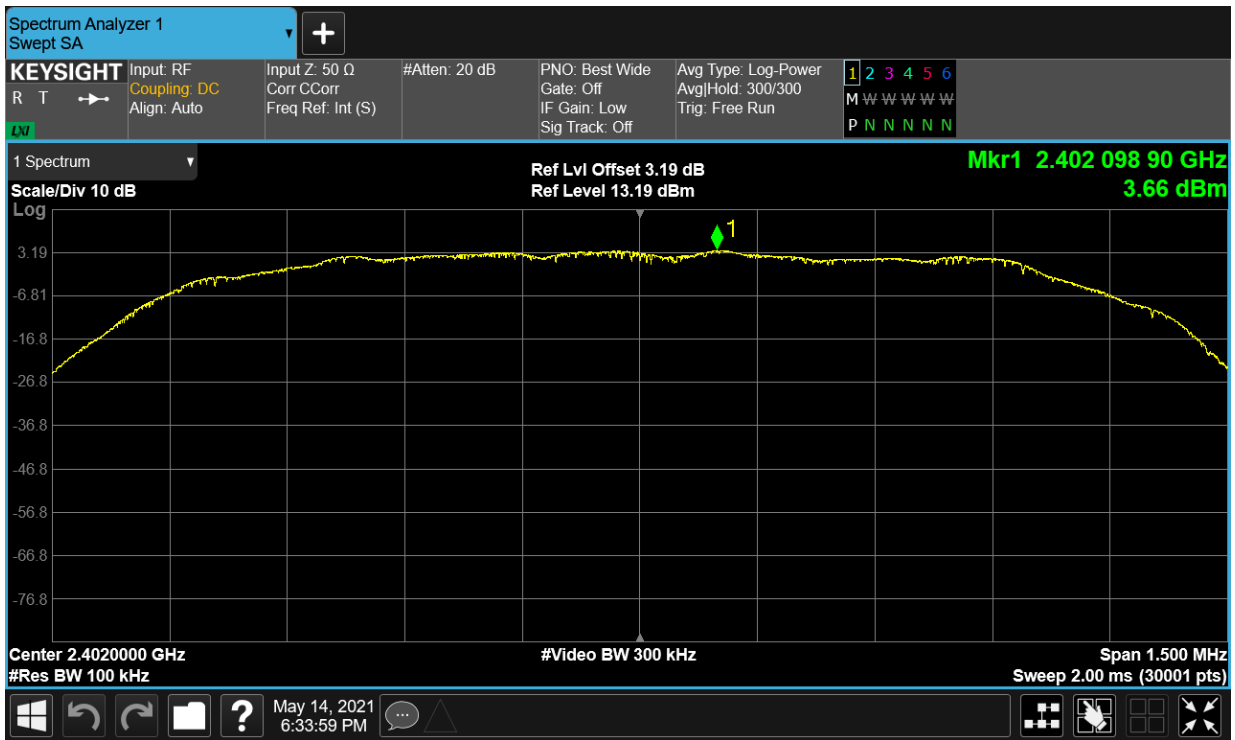 Spectrum Analyzer 1
Swept SA
KEYSIGHT
R T
LXI
Input: RF
Coupling: DC
Align: Auto
Input Z: 50 Ω
Corr CCorr
Freq Ref: Int (S)
#Atten: 20 dB
PNO: Best Wide
Gate: Off
IF Gain: Low
Sig Track: Off
Avg Type: Log-Power
Avg|Hold: 300/300
Trig: Free Run
1 2 3 4 5 6
M W W W W W
P N N N N N
1 Spectrum
Scale/Div 10 dB
Log
Ref Lvl Offset 3.19 dB
Ref Level 13.19 dBm
Mkr1 2.402 098 90 GHz
3.66 dBm
1
3.19
-6.81
-16.8
-26.8
-36.8
-46.8
-56.8
-66.8
-76.8
Center 2.4020000 GHz
#Res BW 100 kHz
#Video BW 300 kHz
Span 1.500 MHz
Sweep 2.00 ms (30001 pts)
?
May 14, 2021
6:33:59 PM